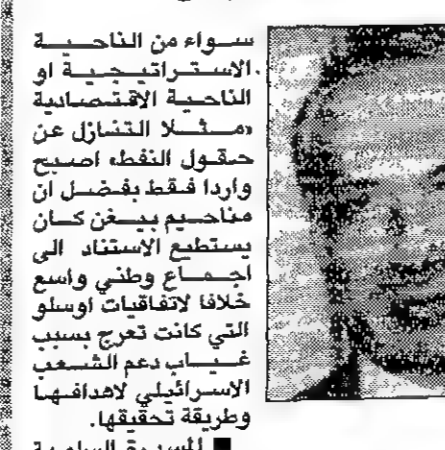 سواء من الناحية
الاستراتيجية او
الناحية الاقتصادية
«مثلا التنازل عن
حقول النفط» اصبح
واردا فقط بفضل ان
مناحيم بيغن كان
يستطيع الاستناد الى
اجماع وطني واسع
خلافا لاتفاقيات اوسلو
التي كانت تعرج بسبب
غياب دعم الشعب
الاسرائيلي لاهدافها
وطريقة تحقيقها.
■ للمسيرة السلمية